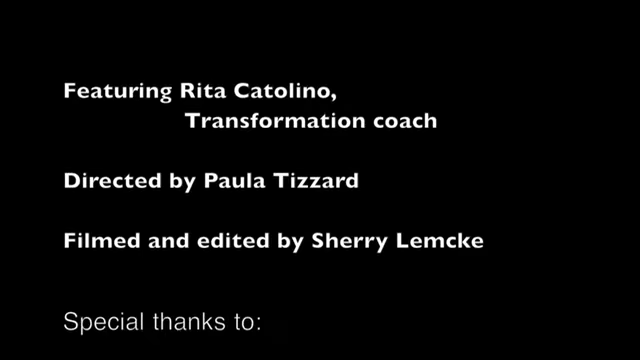 Featuring Rita Catolino,
Transformation coach
Directed by Paula Tizzard
Filmed and edited by Sherry Lemcke
Special thanks to: